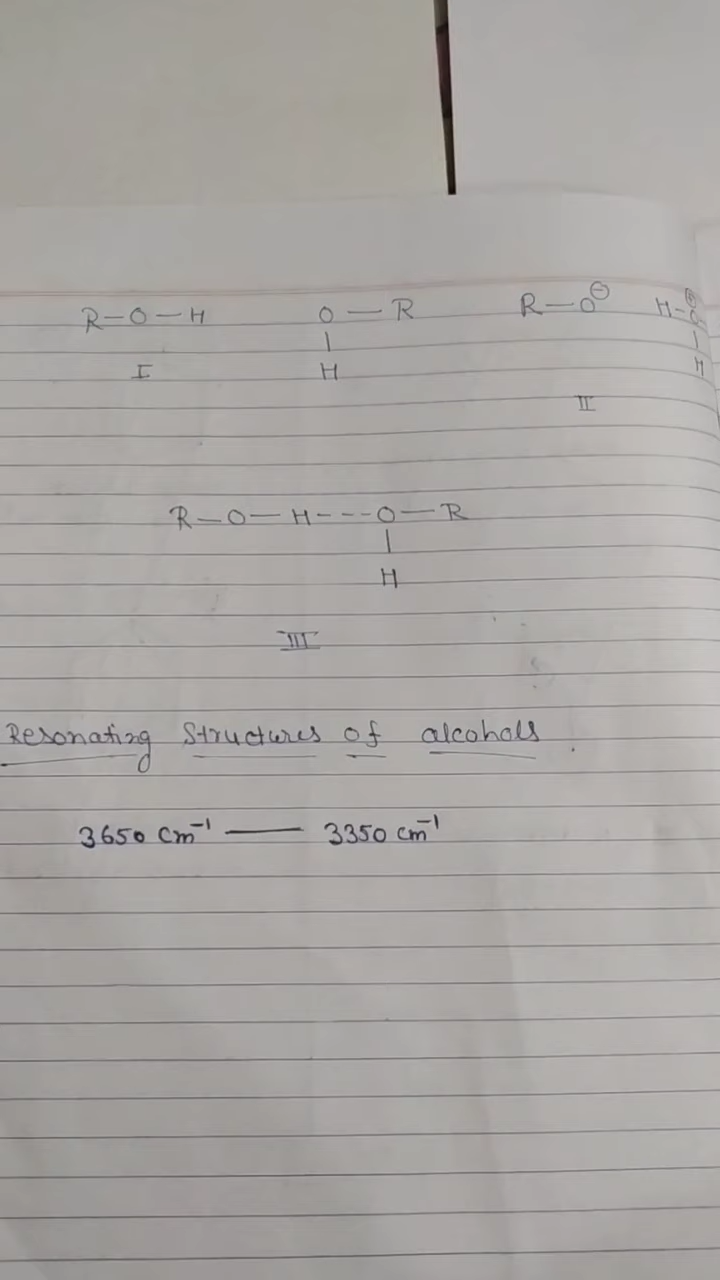 R-O-H O-R R-O⊖ H-O⊕-
H H H
I
II
R-O-H---O-R
H
III
Resonating Structures of alcohols.
3650 cm⁻¹ — 3350 cm⁻¹